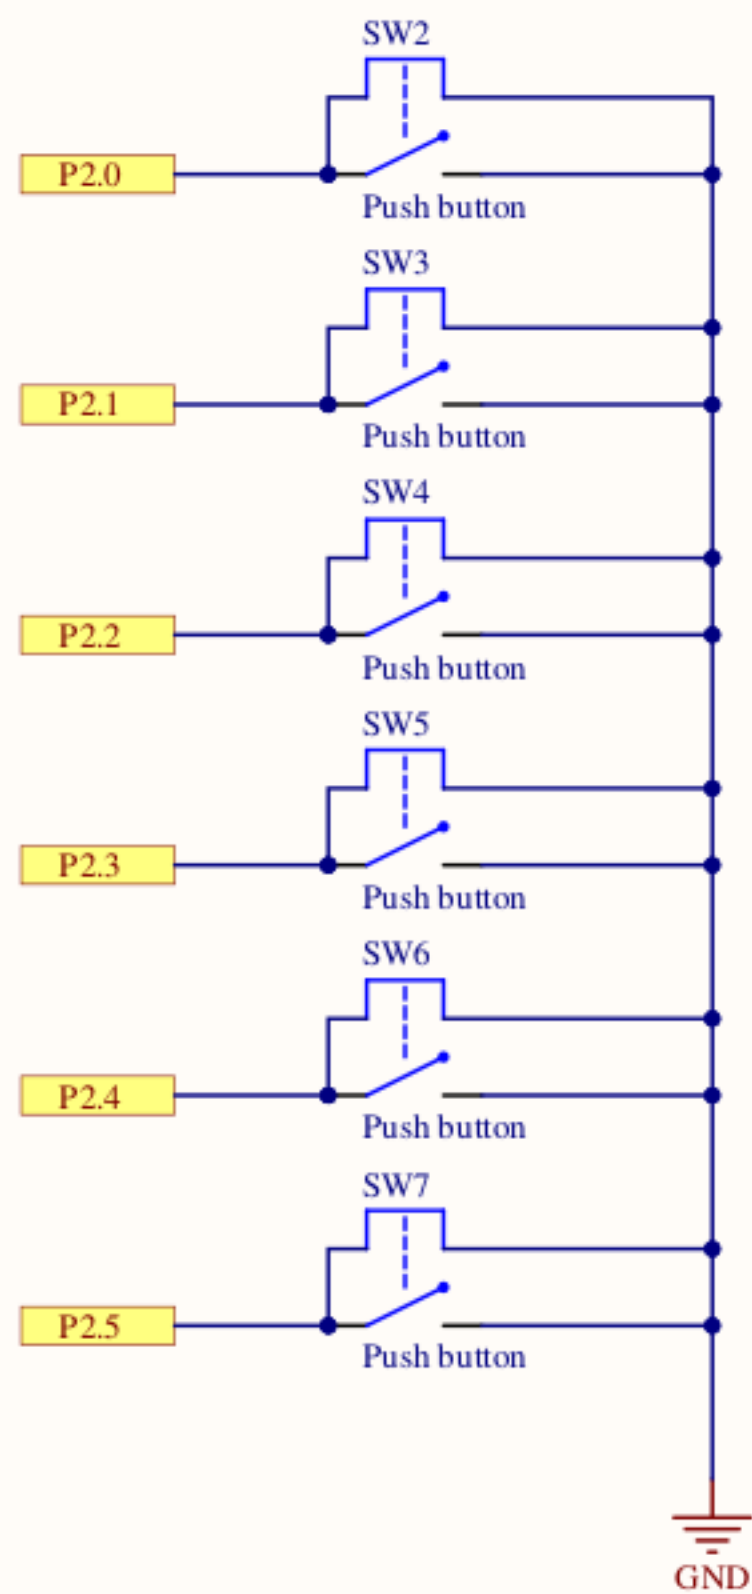 SW2
P2.0
Push button
SW3
P2.1
Push button
SW4
P2.2
Push button
SW5
P2.3
Push button
SW6
P2.4
Push button
SW7
P2.5
Push button
GND